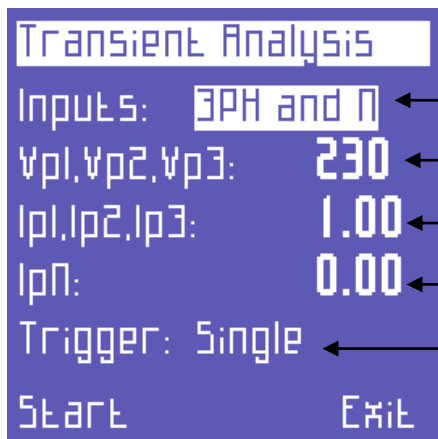 Transient Analysis
Inputs: 3PH and N
Vp1,Vp2,Vp3: 230
Ip1,Ip2,Ip3: 1.00
IpN: 0.00
Trigger: Single
Start Exit